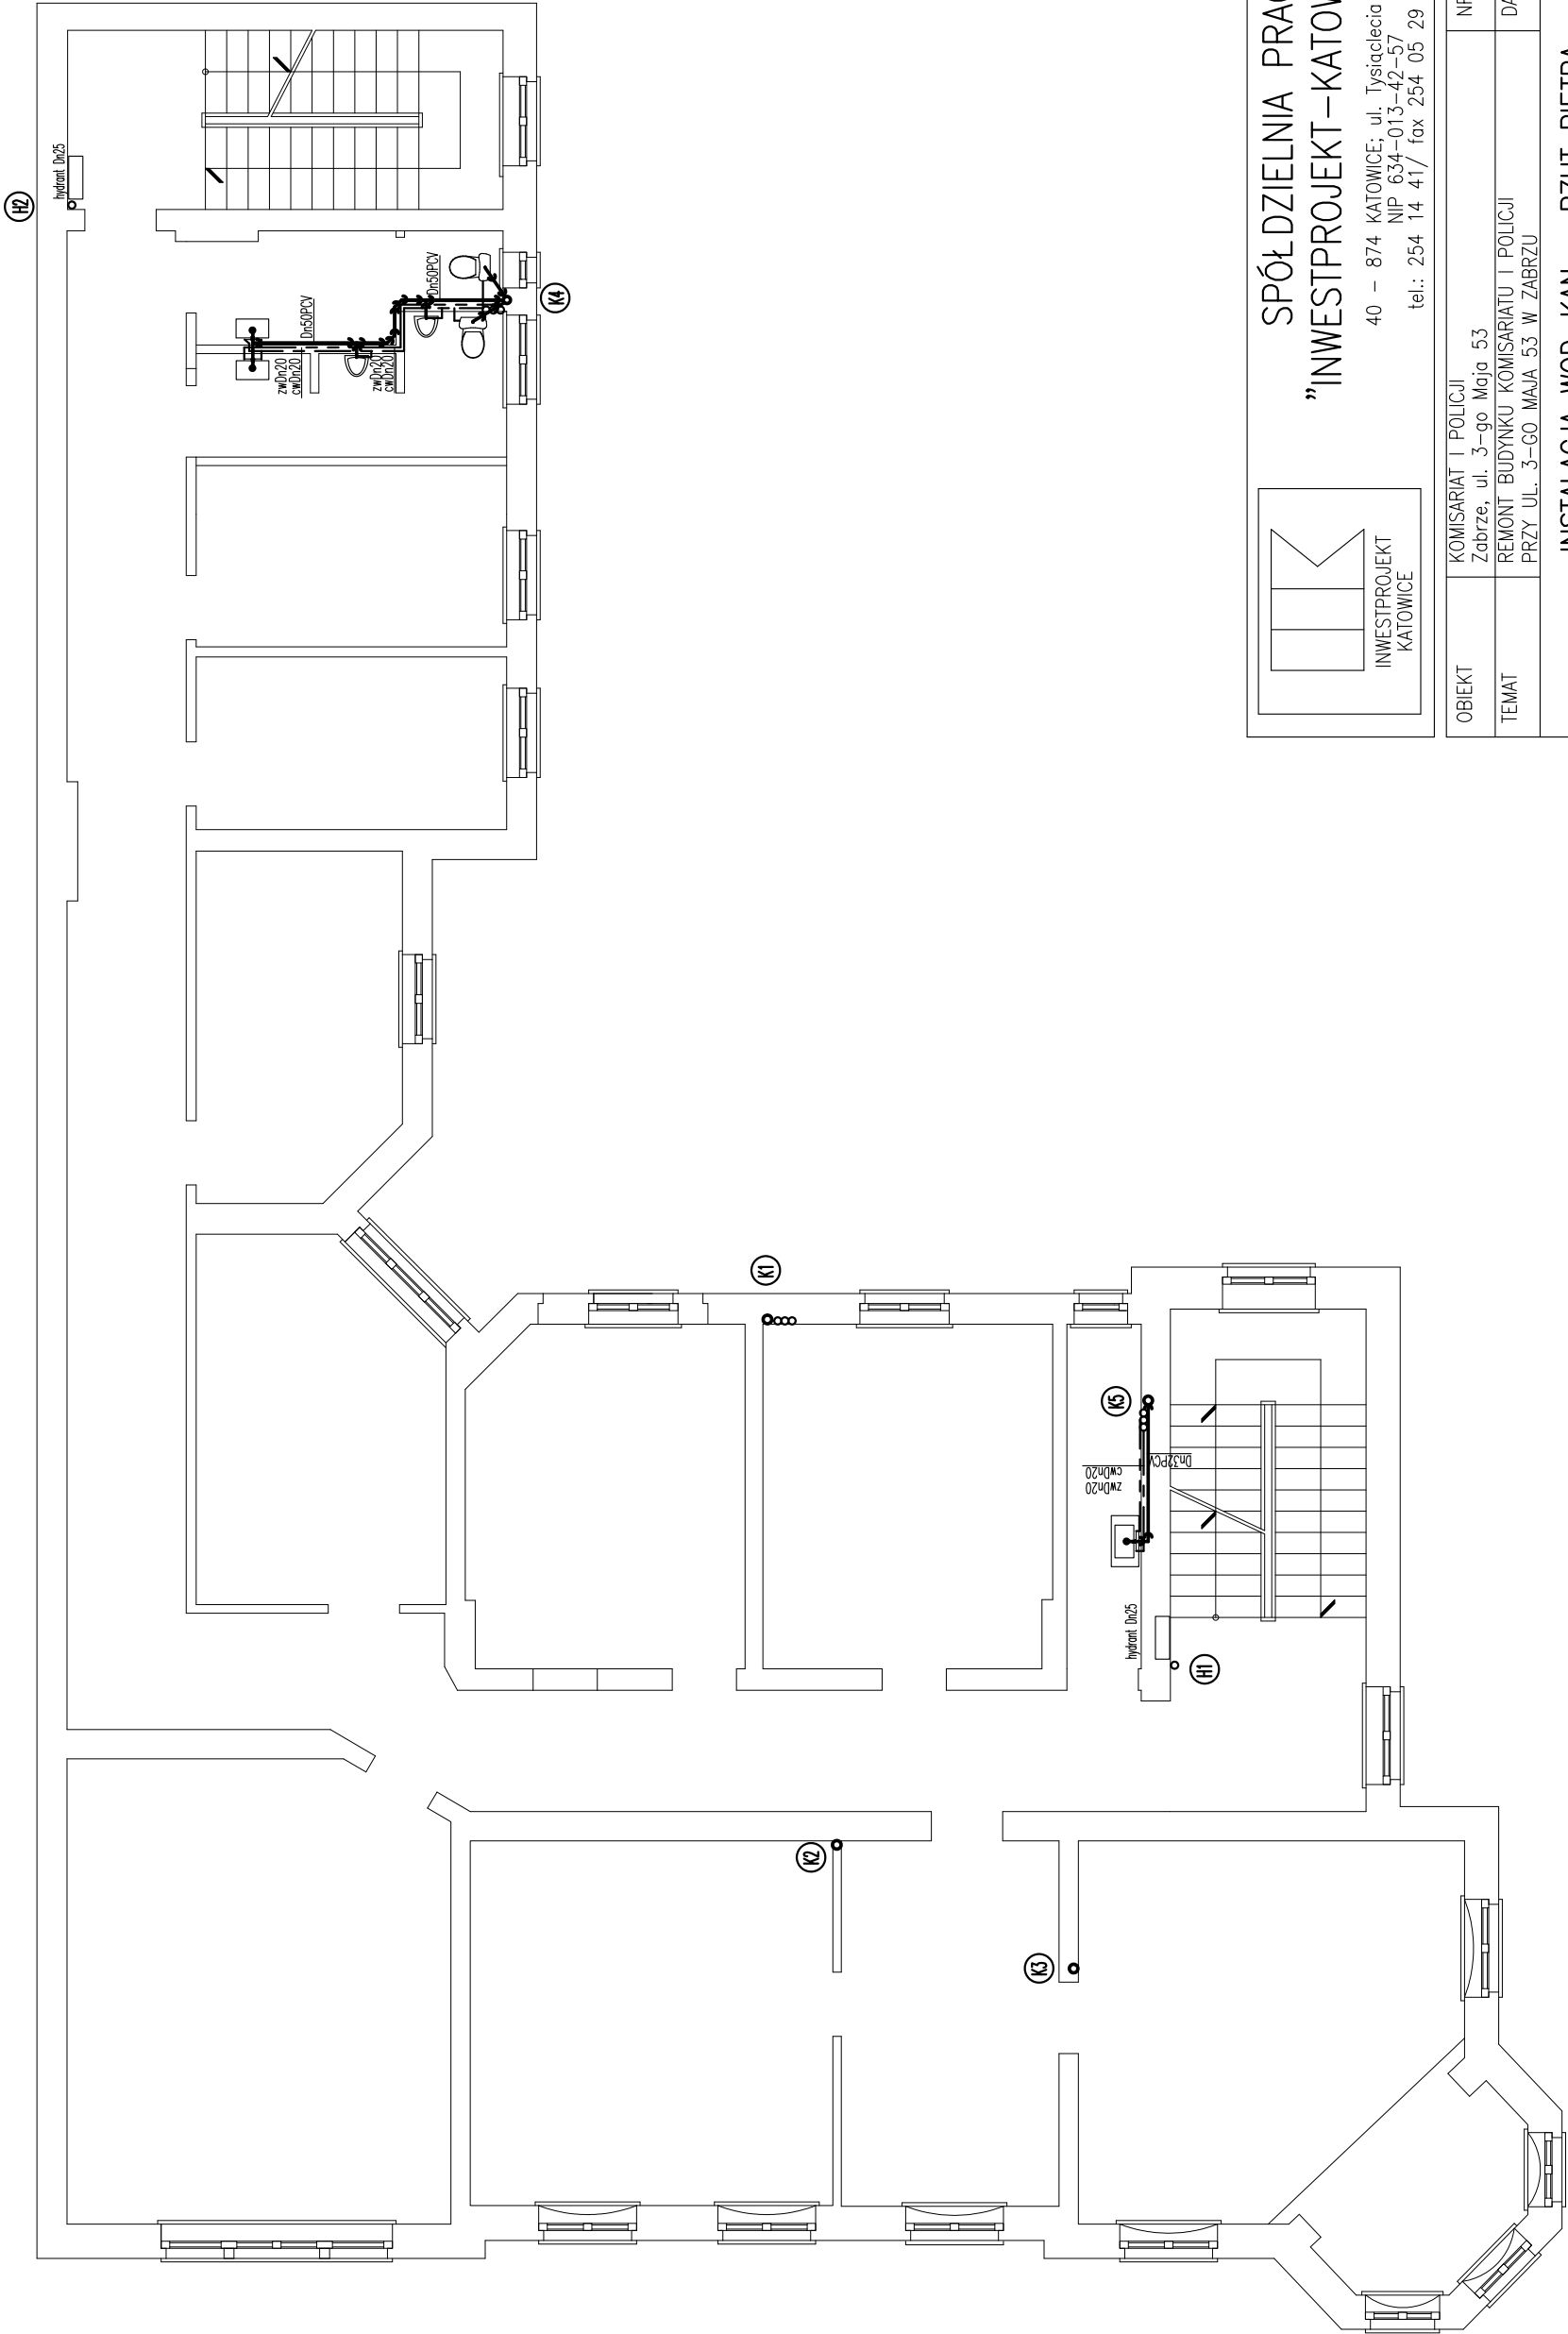 H2
hydrant Dn25
Dn50PCV
K4
Dn50PCV
zwDn20
cwDn20
zwDn20
cwDn20
K1
K5
zwDn20
cwDn20
Dn32PCV
hydrant Dn25
H1
K2
K3
SPÓŁDZIELNIA PRAC
"INWESTPROJEKT–KATOW
40 – 874 KATOWICE; ul. Tysiąclecia
NIP 634–013–42–57
tel.: 254 14 41/ fax 254 05 29
INWESTPROJEKT
KATOWICE
OBIEKT
KOMISARIAT I POLICJI
Zabrze, ul. 3–go Maja 53
TEMAT
REMONT BUDYNKU KOMISARIATU I POLICJI
PRZY UL. 3–GO MAJA 53 W ZABRZU